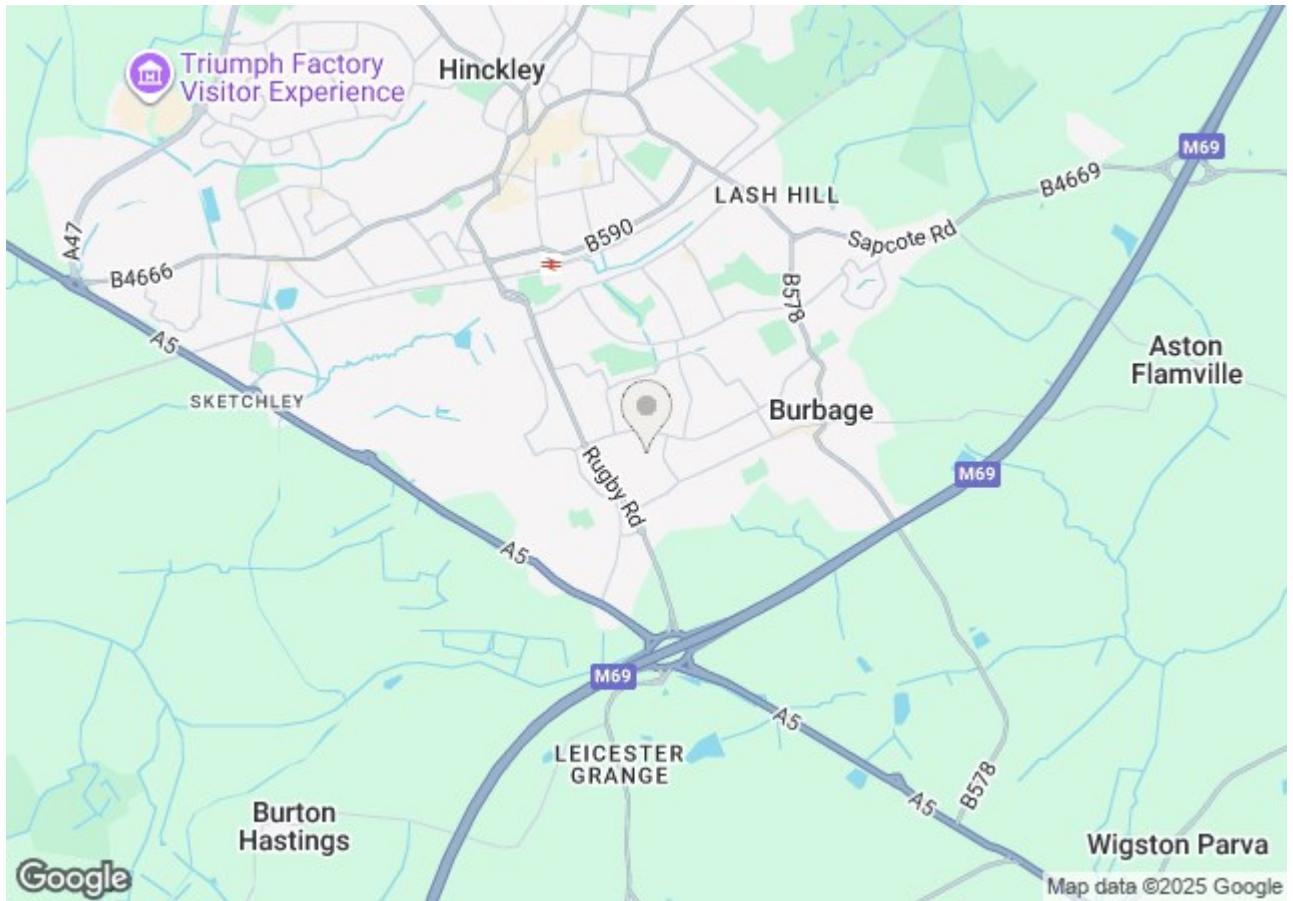 Triumph Factory
Visitor Experience
Hinckley
M69
B4669
LASH HILL
Sapcote Rd
B590
A47
B4666
B578
A5
Aston
Flamville
SKETCHLEY
Burbage
Rugby Rd
M69
A5
M69
A5
LEICESTER
GRANGE
B578
A5
Burton
Hastings
Wigston Parva
Google
Map data ©2025 Google